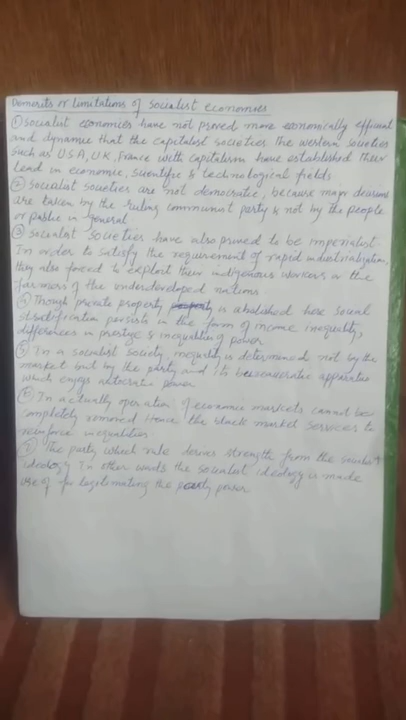 Demerits or limitations of Socialist economies
① Socialist economies have not proved more economically efficient
and dynamic that the capitalist societies. The western societies
such as USA, U.K, France with capitalism have established their
lead in economic, scientific & technological fields
② Socialist societies are not democratic, because major decisions
are taken by the ruling communist party & not by the people
or public in general
③ socialist societies have also proved to be imperialist.
In order to satisfy the requirement of rapid industrialization,
they also forced to exploit their indigenous workers or the
farmers of the underdeveloped nations
④ Though private property is abolished here social
stratification persists in the form of income inequality,
differences in prestige & inequalities of power
⑤ In a socialist society, inequality is determined not by the
market but by the party and its bureaucratic apparatus
which enjoys autocratic power
⑥ In actually operation of economic markets cannot be
completely removed Hence the black market services to
reinforce inequalities
⑦ The party which rule derives strength from the socialist
ideology In other words the socialist ideology is made
use of for legitimating the party power